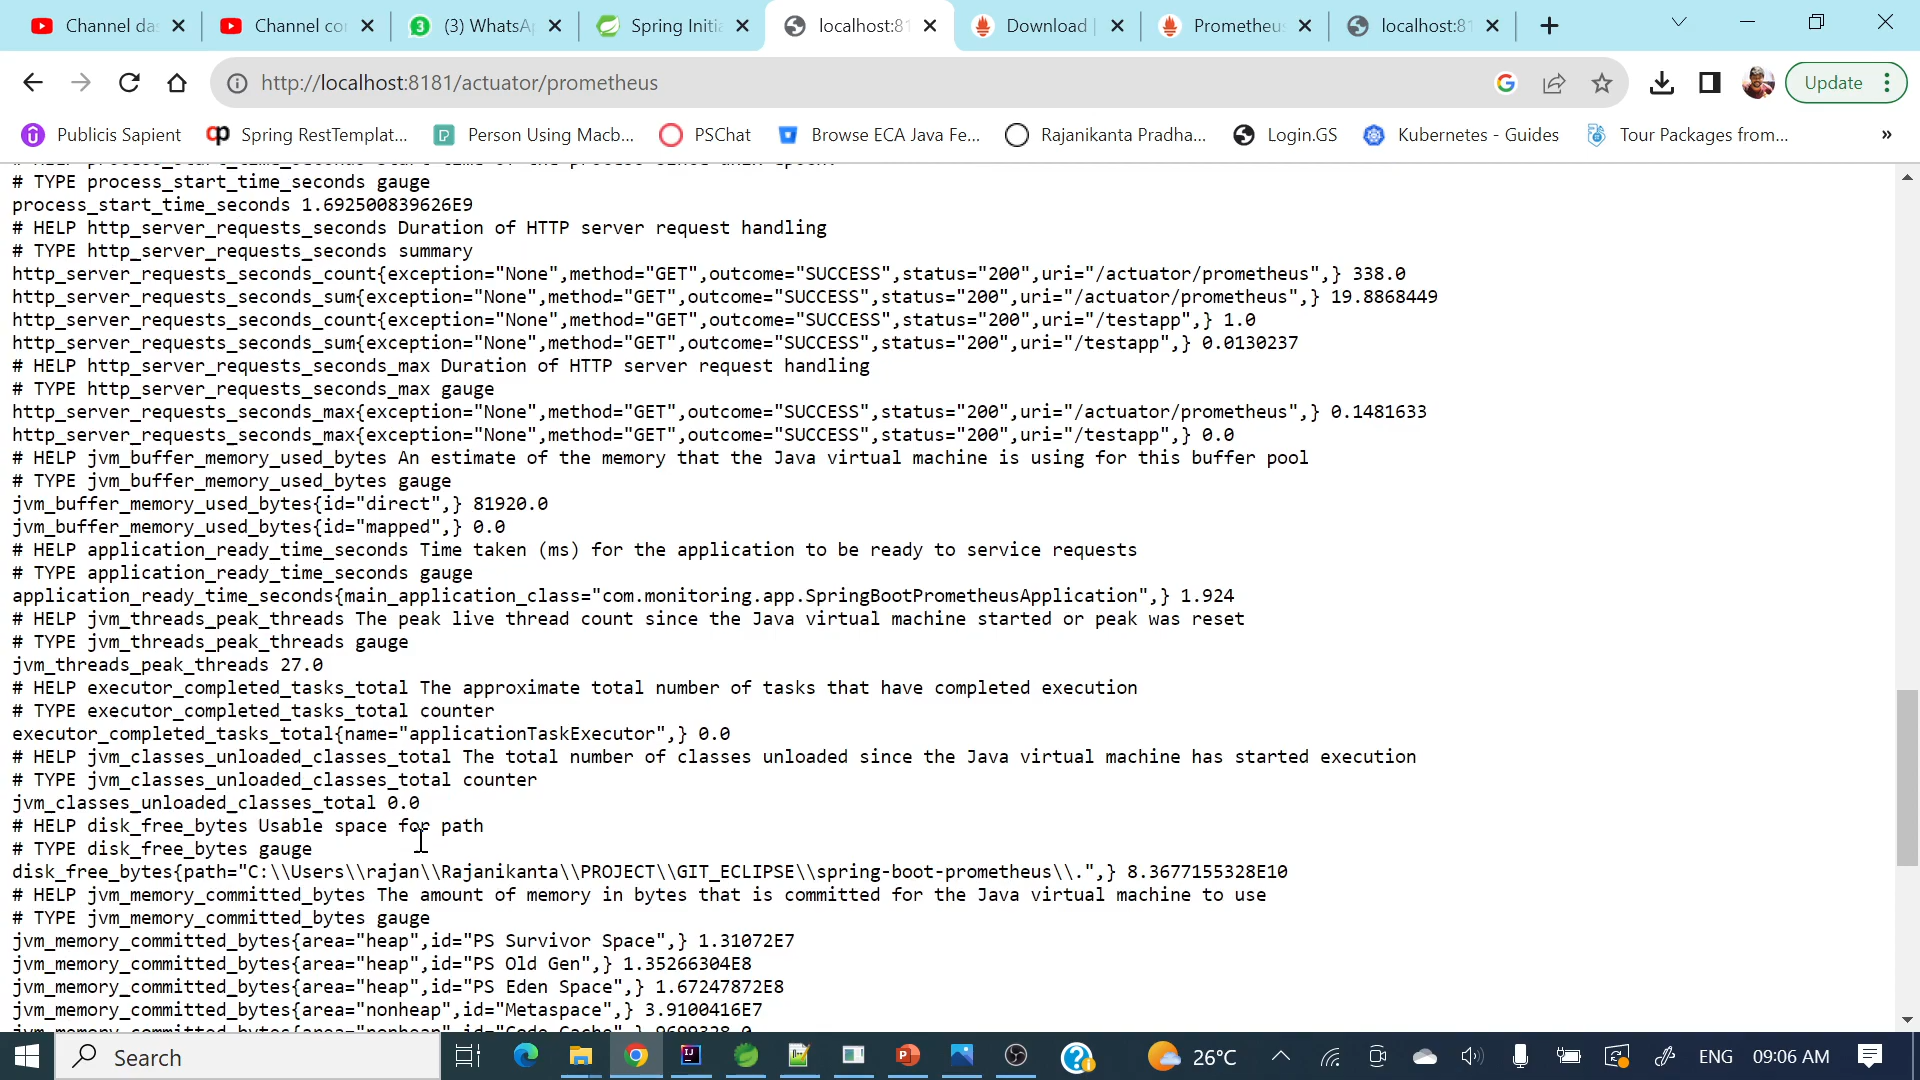 Channel da
Channel co
(3) WhatsA
Spring Initi
localhost:81
Download |
Prometheu
localhost:81
http://localhost:8181/actuator/prometheus
Update
Publicis Sapient
Spring RestTemplat...
Person Using Macb...
PSChat
Browse ECA Java Fe...
Rajanikanta Pradha...
Login.GS
Kubernetes - Guides
Tour Packages from...
»
# TYPE process_start_time_seconds gauge
process_start_time_seconds 1.692500839626E9
# HELP http_server_requests_seconds Duration of HTTP server request handling
# TYPE http_server_requests_seconds summary
http_server_requests_seconds_count{exception="None",method="GET",outcome="SUCCESS",status="200",uri="/actuator/prometheus",} 338.0
http_server_requests_seconds_sum{exception="None",method="GET",outcome="SUCCESS",status="200",uri="/actuator/prometheus",} 19.8868449
http_server_requests_seconds_count{exception="None",method="GET",outcome="SUCCESS",status="200",uri="/testapp",} 1.0
http_server_requests_seconds_sum{exception="None",method="GET",outcome="SUCCESS",status="200",uri="/testapp",} 0.0130237
# HELP http_server_requests_seconds_max Duration of HTTP server request handling
# TYPE http_server_requests_seconds_max gauge
http_server_requests_seconds_max{exception="None",method="GET",outcome="SUCCESS",status="200",uri="/actuator/prometheus",} 0.1481633
http_server_requests_seconds_max{exception="None",method="GET",outcome="SUCCESS",status="200",uri="/testapp",} 0.0
# HELP jvm_buffer_memory_used_bytes An estimate of the memory that the Java virtual machine is using for this buffer pool
# TYPE jvm_buffer_memory_used_bytes gauge
jvm_buffer_memory_used_bytes{id="direct",} 81920.0
jvm_buffer_memory_used_bytes{id="mapped",} 0.0
# HELP application_ready_time_seconds Time taken (ms) for the application to be ready to service requests
# TYPE application_ready_time_seconds gauge
application_ready_time_seconds{main_application_class="com.monitoring.app.SpringBootPrometheusApplication",} 1.924
# HELP jvm_threads_peak_threads The peak live thread count since the Java virtual machine started or peak was reset
# TYPE jvm_threads_peak_threads gauge
jvm_threads_peak_threads 27.0
# HELP executor_completed_tasks_total The approximate total number of tasks that have completed execution
# TYPE executor_completed_tasks_total counter
executor_completed_tasks_total{name="applicationTaskExecutor",} 0.0
# HELP jvm_classes_unloaded_classes_total The total number of classes unloaded since the Java virtual machine has started execution
# TYPE jvm_classes_unloaded_classes_total counter
jvm_classes_unloaded_classes_total 0.0
# HELP disk_free_bytes Usable space for path
# TYPE disk_free_bytes gauge
disk_free_bytes{path="C:\\Users\\rajan\\Rajanikanta\\PROJECT\\GIT_ECLIPSE\\spring-boot-prometheus\\.",} 8.3677155328E10
# HELP jvm_memory_committed_bytes The amount of memory in bytes that is committed for the Java virtual machine to use
# TYPE jvm_memory_committed_bytes gauge
jvm_memory_committed_bytes{area="heap",id="PS Survivor Space",} 1.31072E7
jvm_memory_committed_bytes{area="heap",id="PS Old Gen",} 1.35266304E8
jvm_memory_committed_bytes{area="heap",id="PS Eden Space",} 1.67247872E8
jvm_memory_committed_bytes{area="nonheap",id="Metaspace",} 3.9100416E7
Search
26°C
ENG
09:06 AM